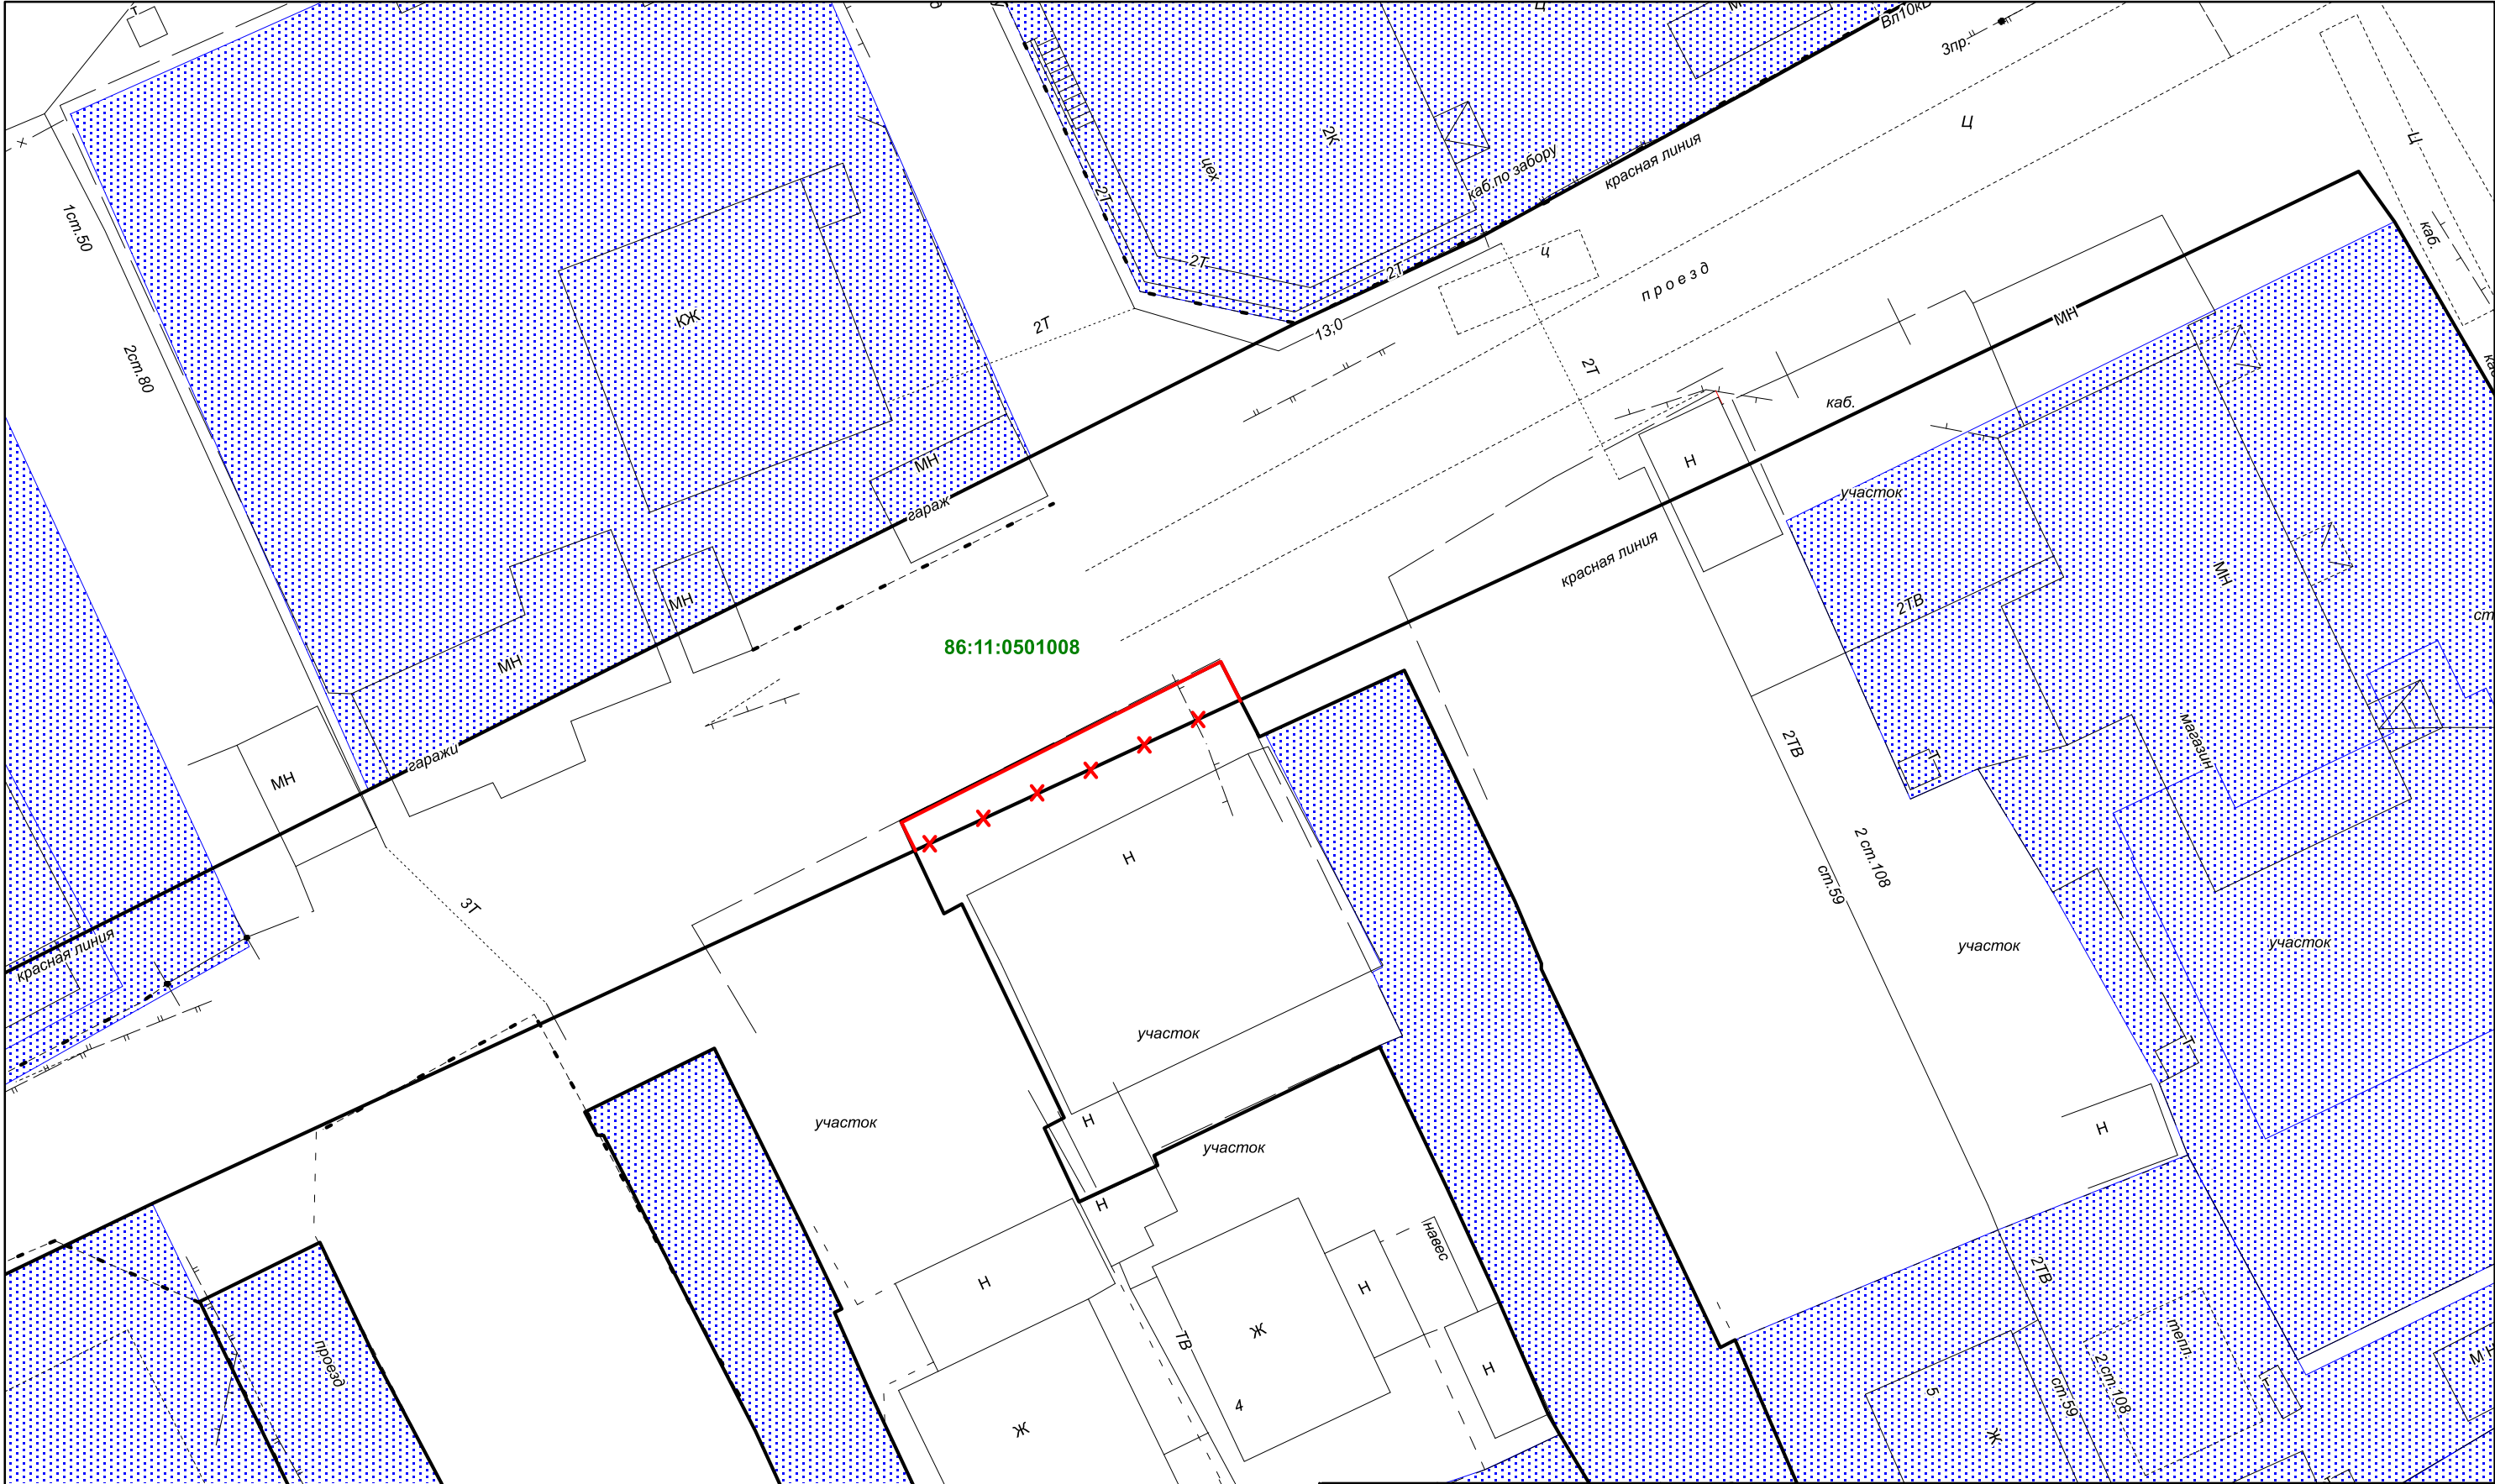 Т
Вл10кВ
3пр.
Ц
Ц
1ст.50
цех
2К
2Т
каб.по забору
красная линия
каб.
2Т
2Т
ц
проезд
13,0
2Т
2Т
КЖ
2ст.80
МН
каб.
МН
гараж
Н
участок
красная линия
МН
МН
МН
2ТВ
86:11:0501008
ст
гаражи
МН
2ТВ
Т
магазин
Н
2 ст.108
ст.59
3Т
красная линия
участок
участок
участок
Т
участок
Н
участок
Н
Н
навес
2ТВ
Н
Н
ТВ
Ж
Н
4
Ж
проезд
тепл
2.ст.108
ст.59
5
Ж
Т
МН
Т